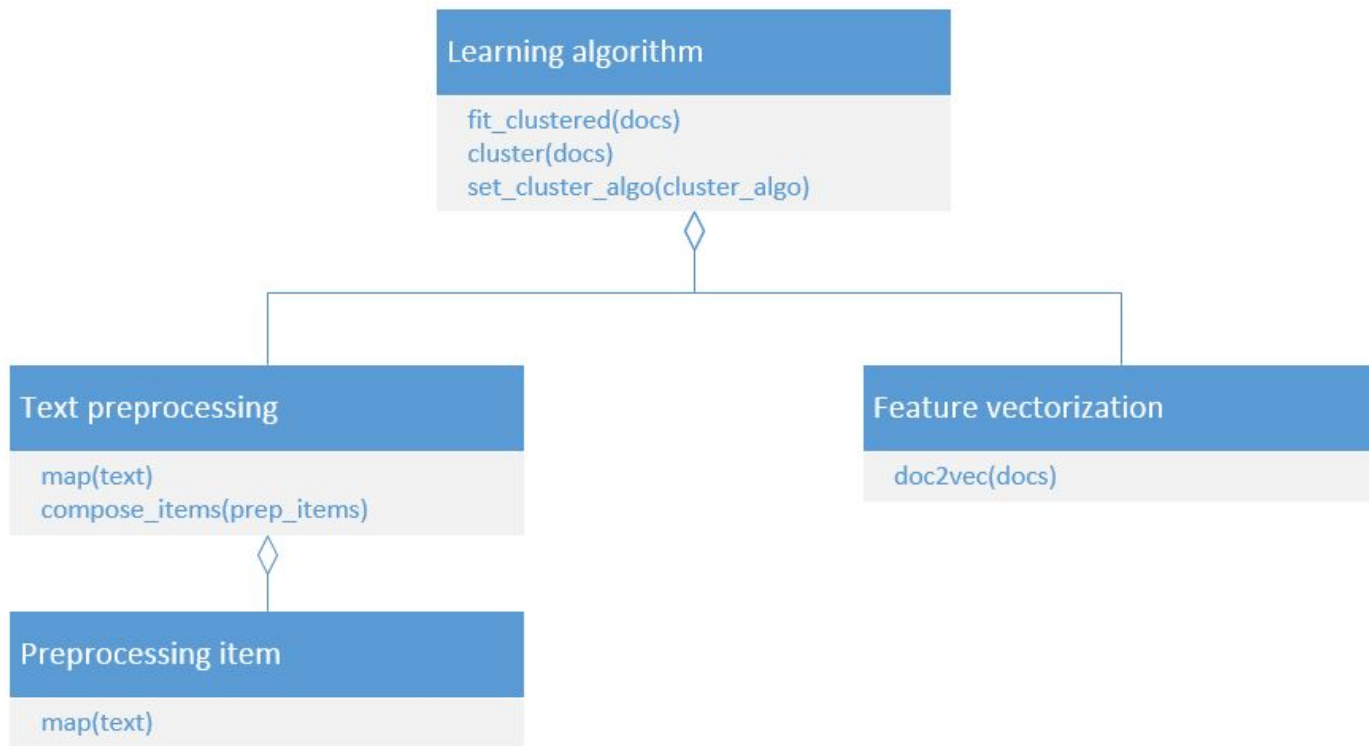 Learning algorithm
fit_clustered(docs)
cluster(docs)
set_cluster_algo(cluster_algo)
Text preprocessing
map(text)
compose_items(prep_items)
Feature vectorization
doc2vec(docs)
Preprocessing item
map(text)